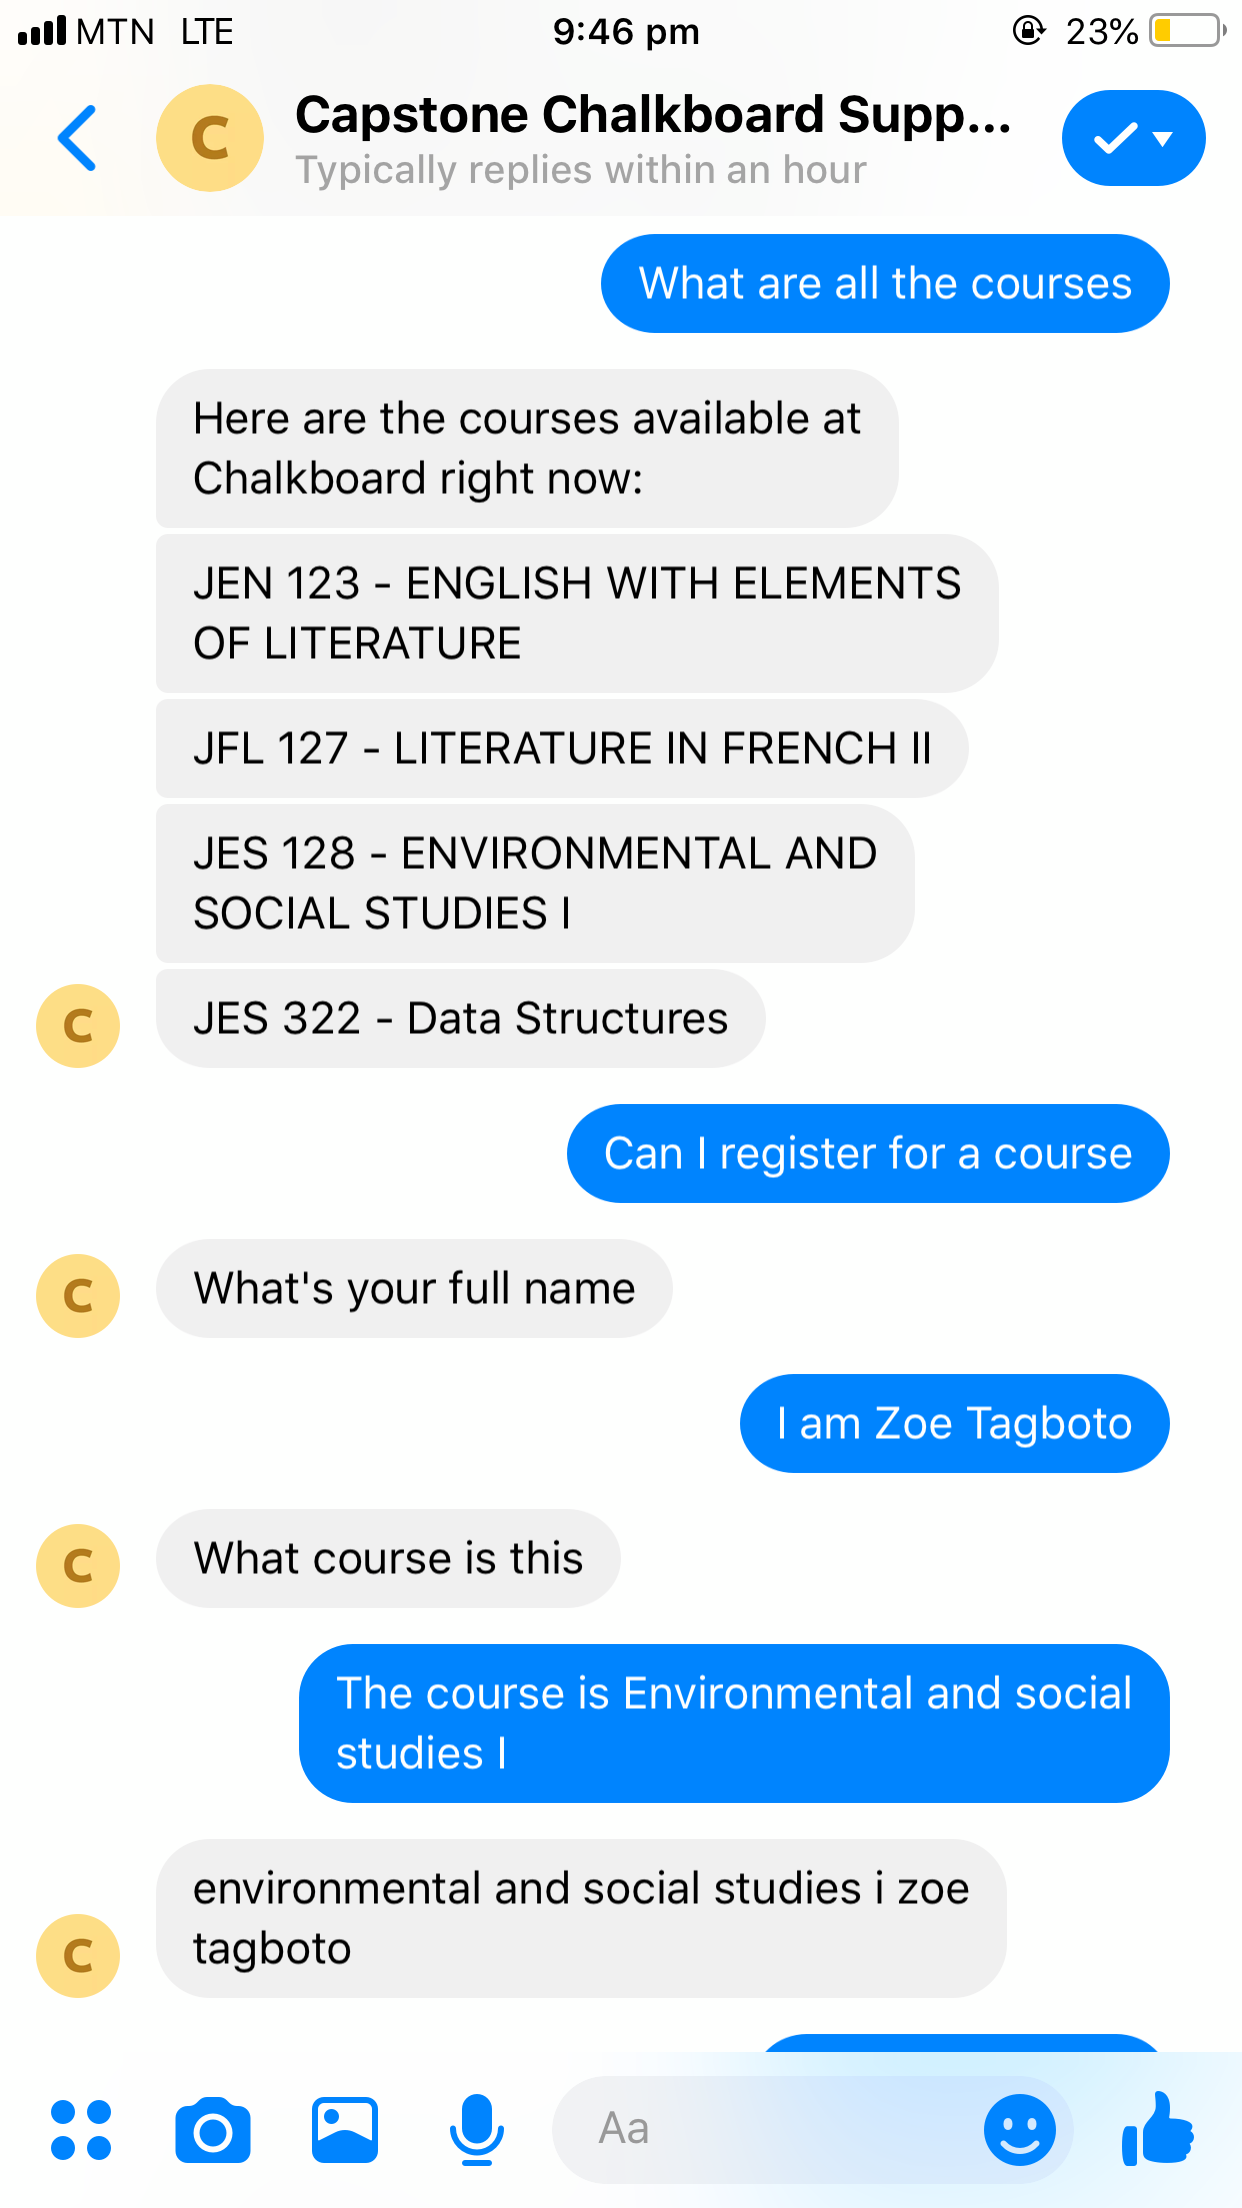 MTN LTE 9:46 pm 23%
C
Capstone Chalkboard Supp...
Typically replies within an hour
What are all the courses
Here are the courses available at
Chalkboard right now:
JEN 123 - ENGLISH WITH ELEMENTS
OF LITERATURE
JFL 127 - LITERATURE IN FRENCH II
JES 128 - ENVIRONMENTAL AND
SOCIAL STUDIES I
C
JES 322 - Data Structures
Can I register for a course
C
What's your full name
I am Zoe Tagboto
C
What course is this
The course is Environmental and social
studies I
environmental and social studies i zoe
tagboto
C
Aa